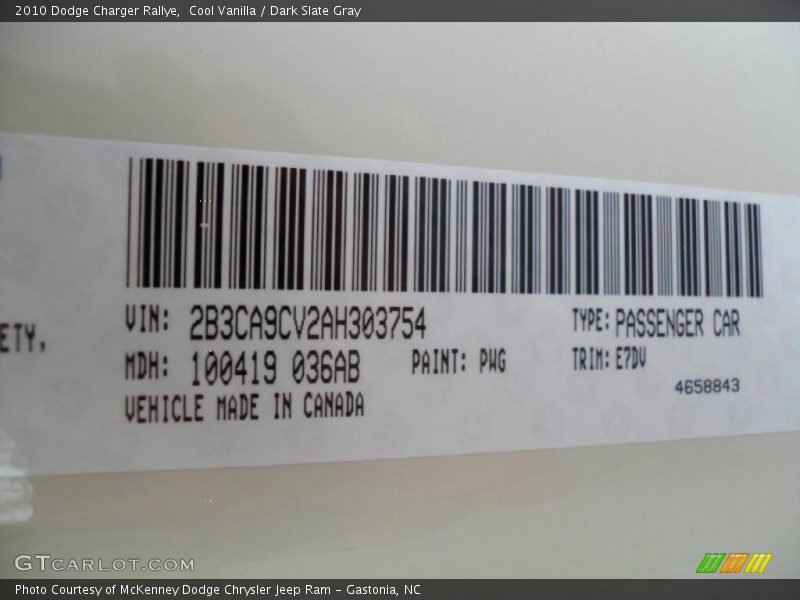 2010 Dodge Charger Rallye,  Cool Vanilla / Dark Slate Gray
VIN: 2B3CA9CV2AH303754 TYPE: PASSENGER CAR
ETY,
MDH: 100419 036AB PAINT: PWG TRIM: E7DV
4658843
VEHICLE MADE IN CANADA
GTCARLOT.COM
Photo Courtesy of McKenney Dodge Chrysler Jeep Ram - Gastonia, NC